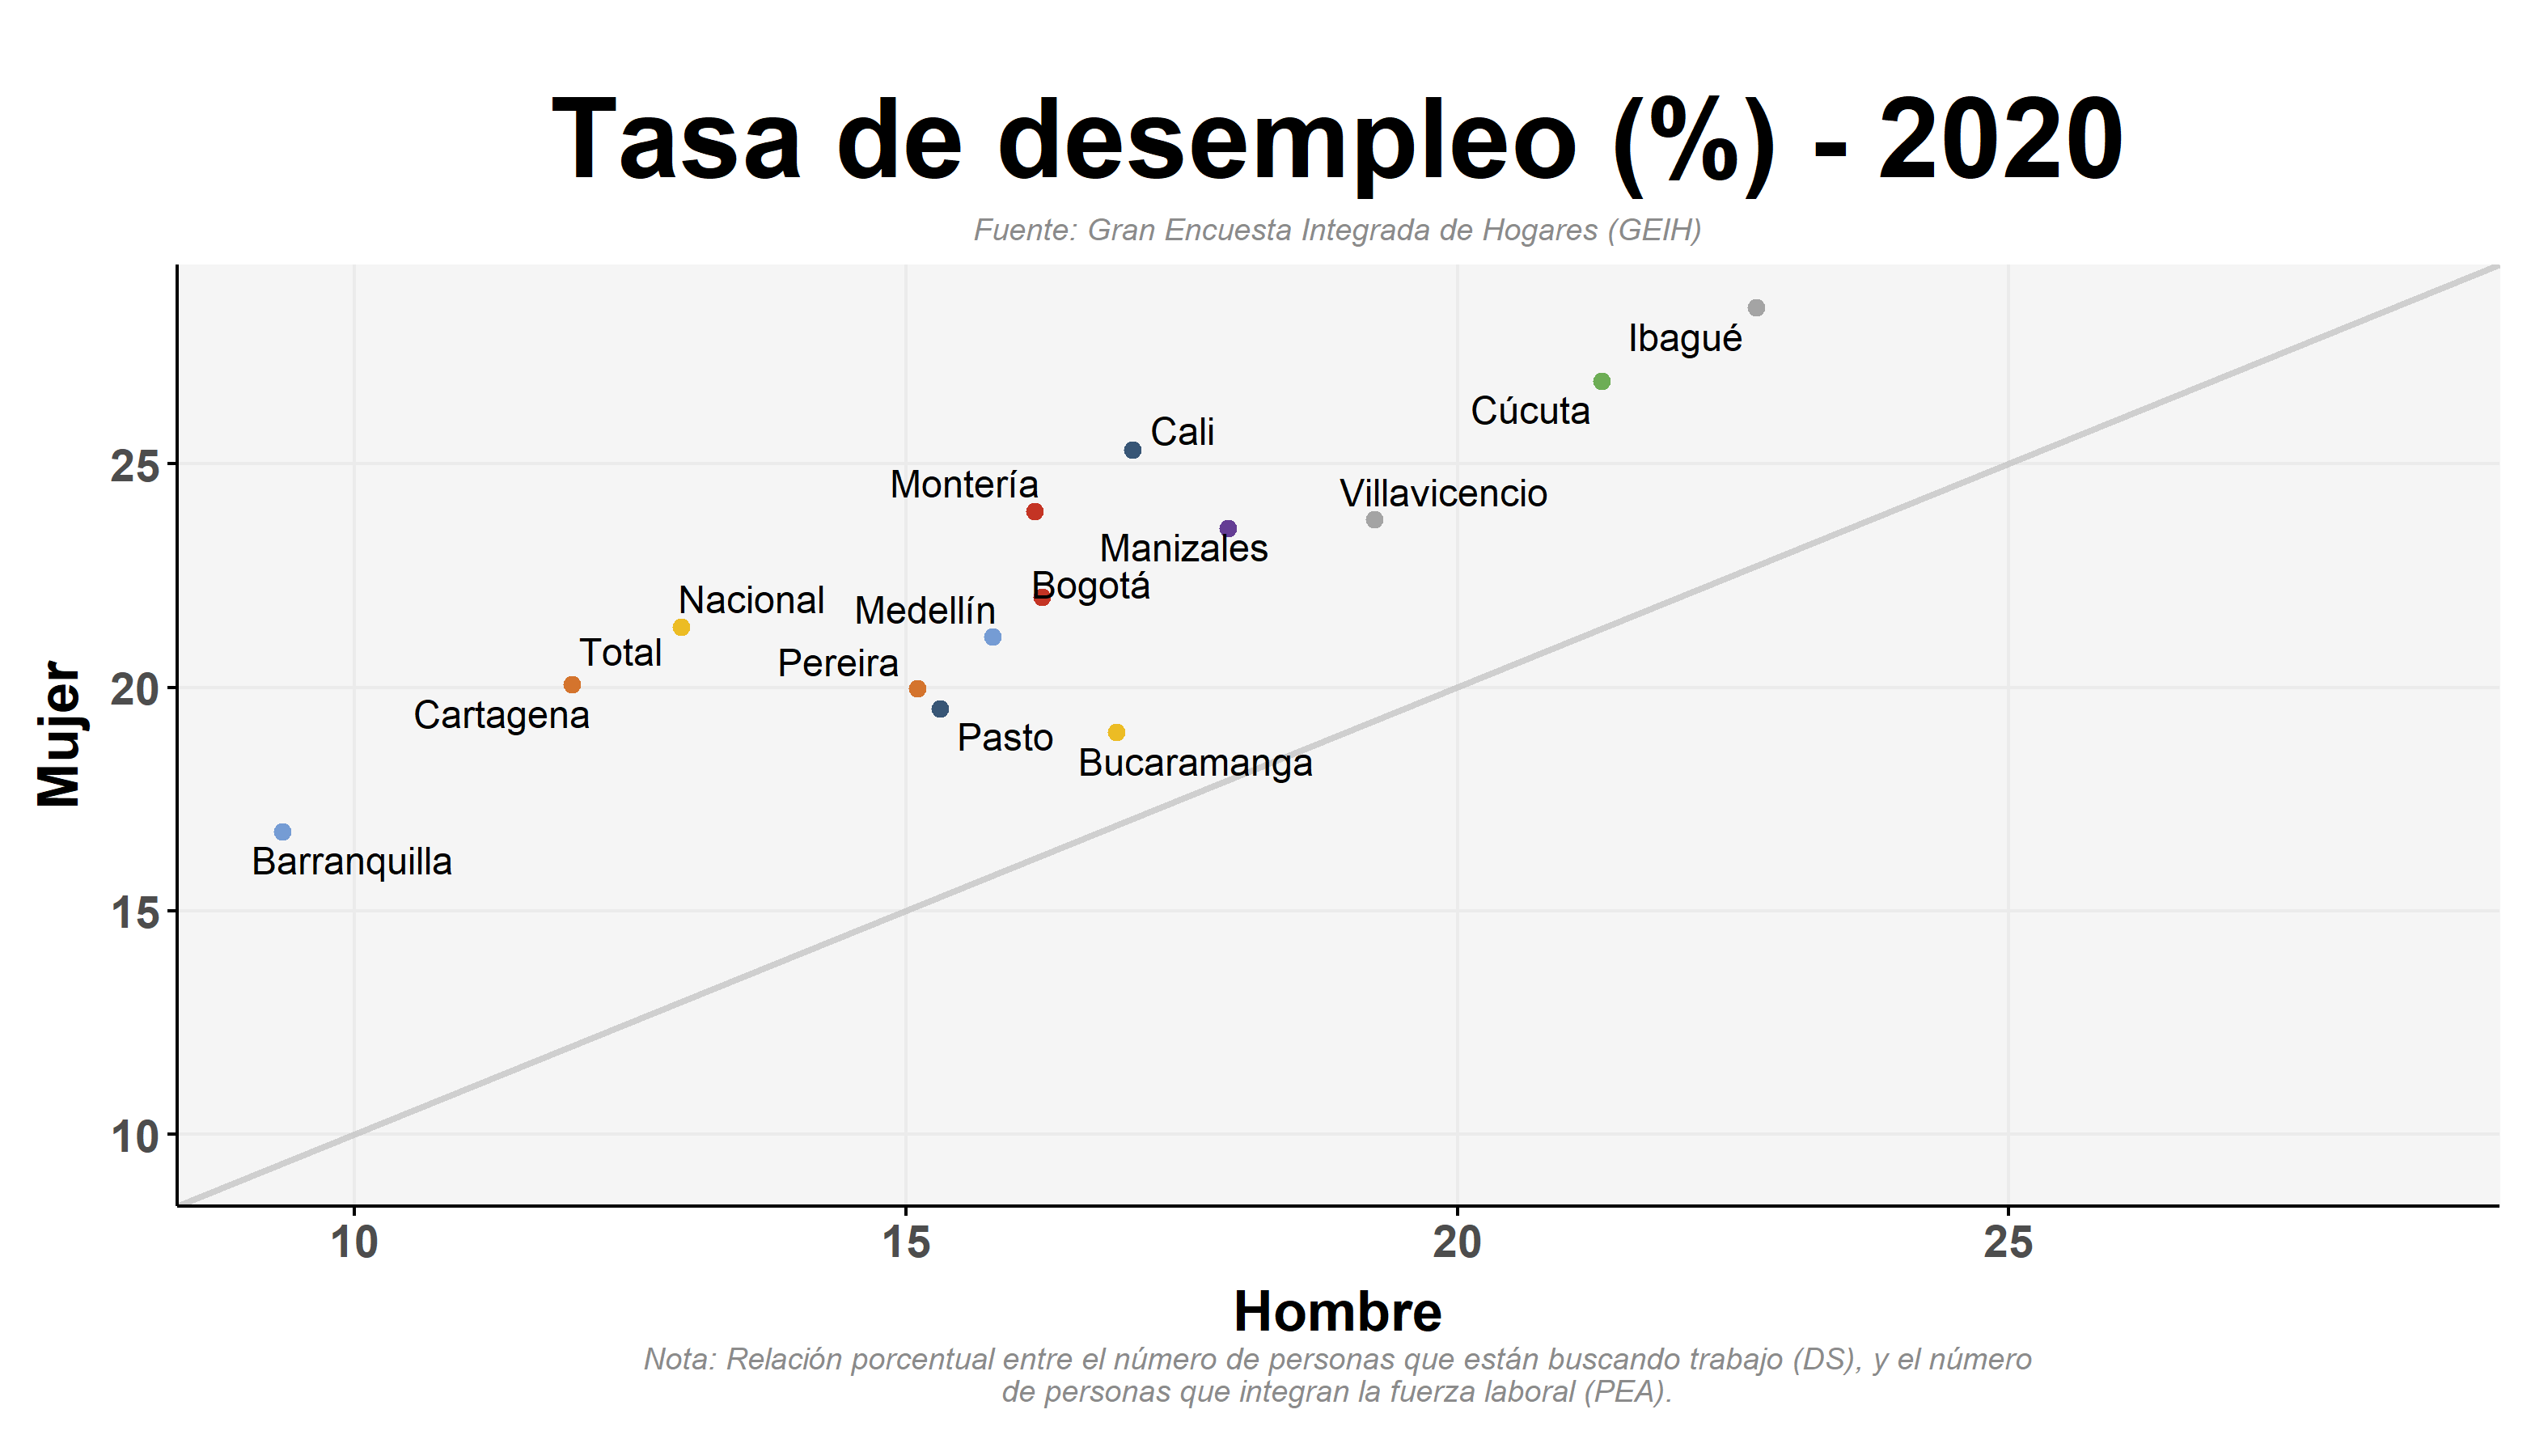 Tasa de desempleo (%) - 2020
Fuente: Gran Encuesta Integrada de Hogares (GEIH)
Ibagué
Cúcuta
Cali
Montería
Villavicencio
Manizales
Bogotá
Nacional
Medellín
Total
Pereira
Cartagena
Pasto
Bucaramanga
Barranquilla
Mujer
25
20
15
10
10
15
20
25
Hombre
Nota: Relación porcentual entre el número de personas que están buscando trabajo (DS), y el número
de personas que integran la fuerza laboral (PEA).